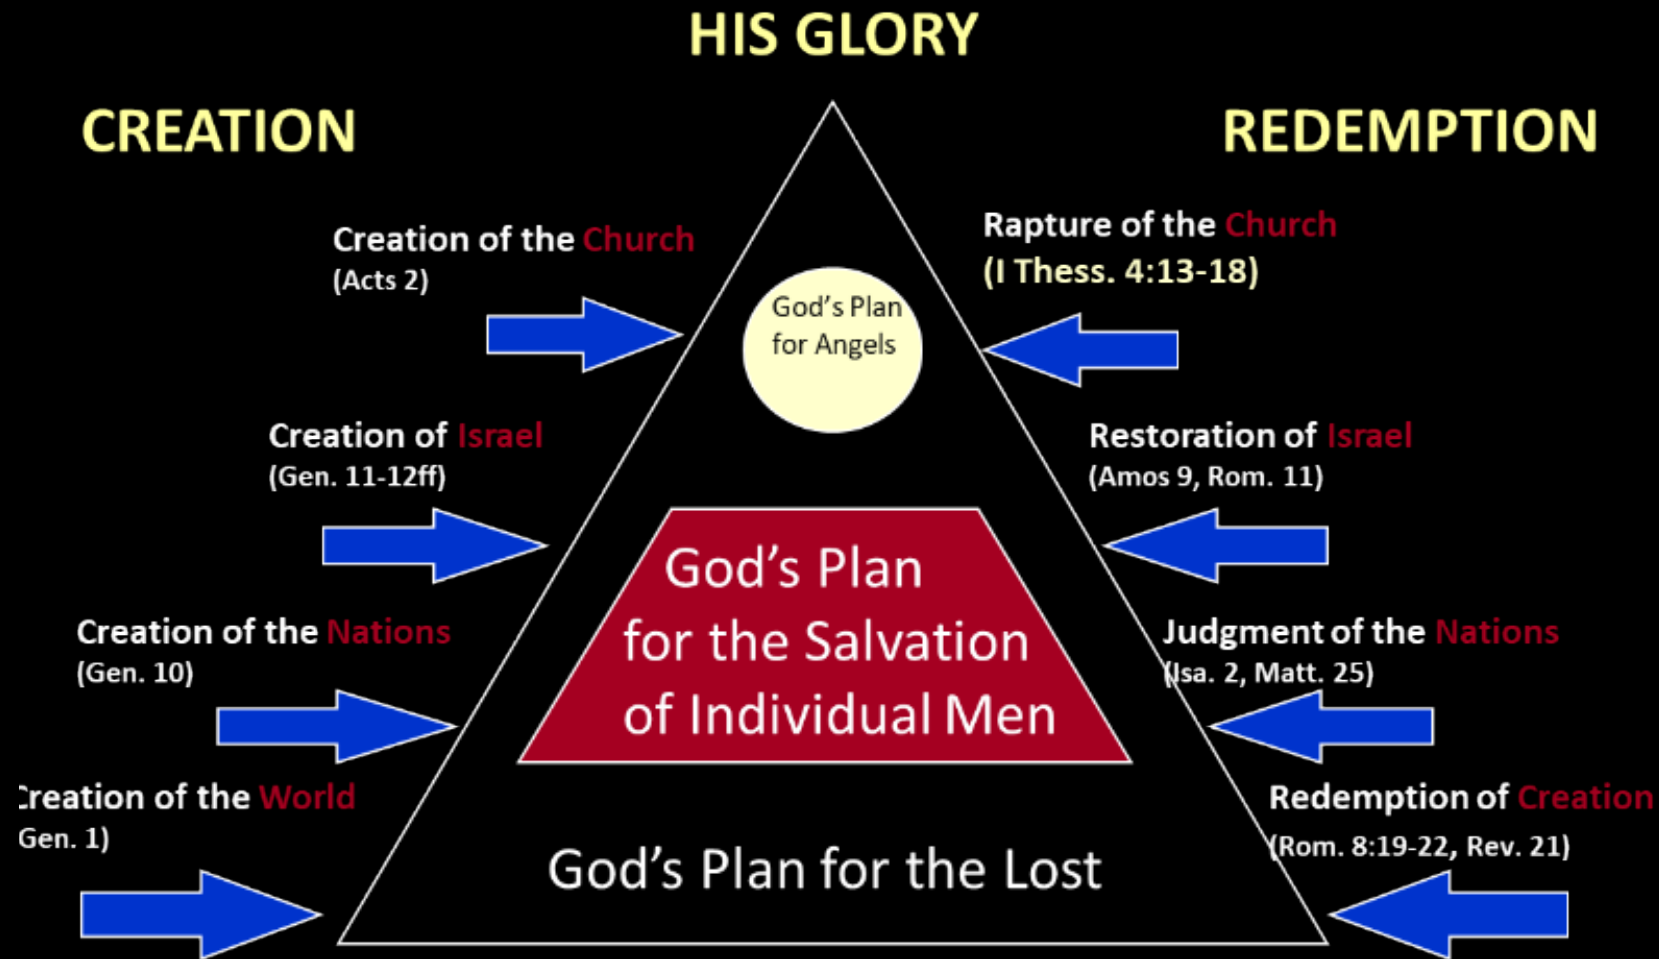 HIS GLORY
CREATION
REDEMPTION
Creation of the Church
(Acts 2)
Rapture of the Church
(I Thess. 4:13-18)
God's Plan
for Angels
Creation of Israel
(Gen. 11-12ff)
Restoration of Israel
(Amos 9, Rom. 11)
God's Plan
for the Salvation
of Individual Men
Creation of the Nations
(Gen. 10)
Judgment of the Nations
(Isa. 2, Matt. 25)
Creation of the World
Gen. 1)
Redemption of Creation
(Rom. 8:19-22, Rev. 21)
God's Plan for the Lost